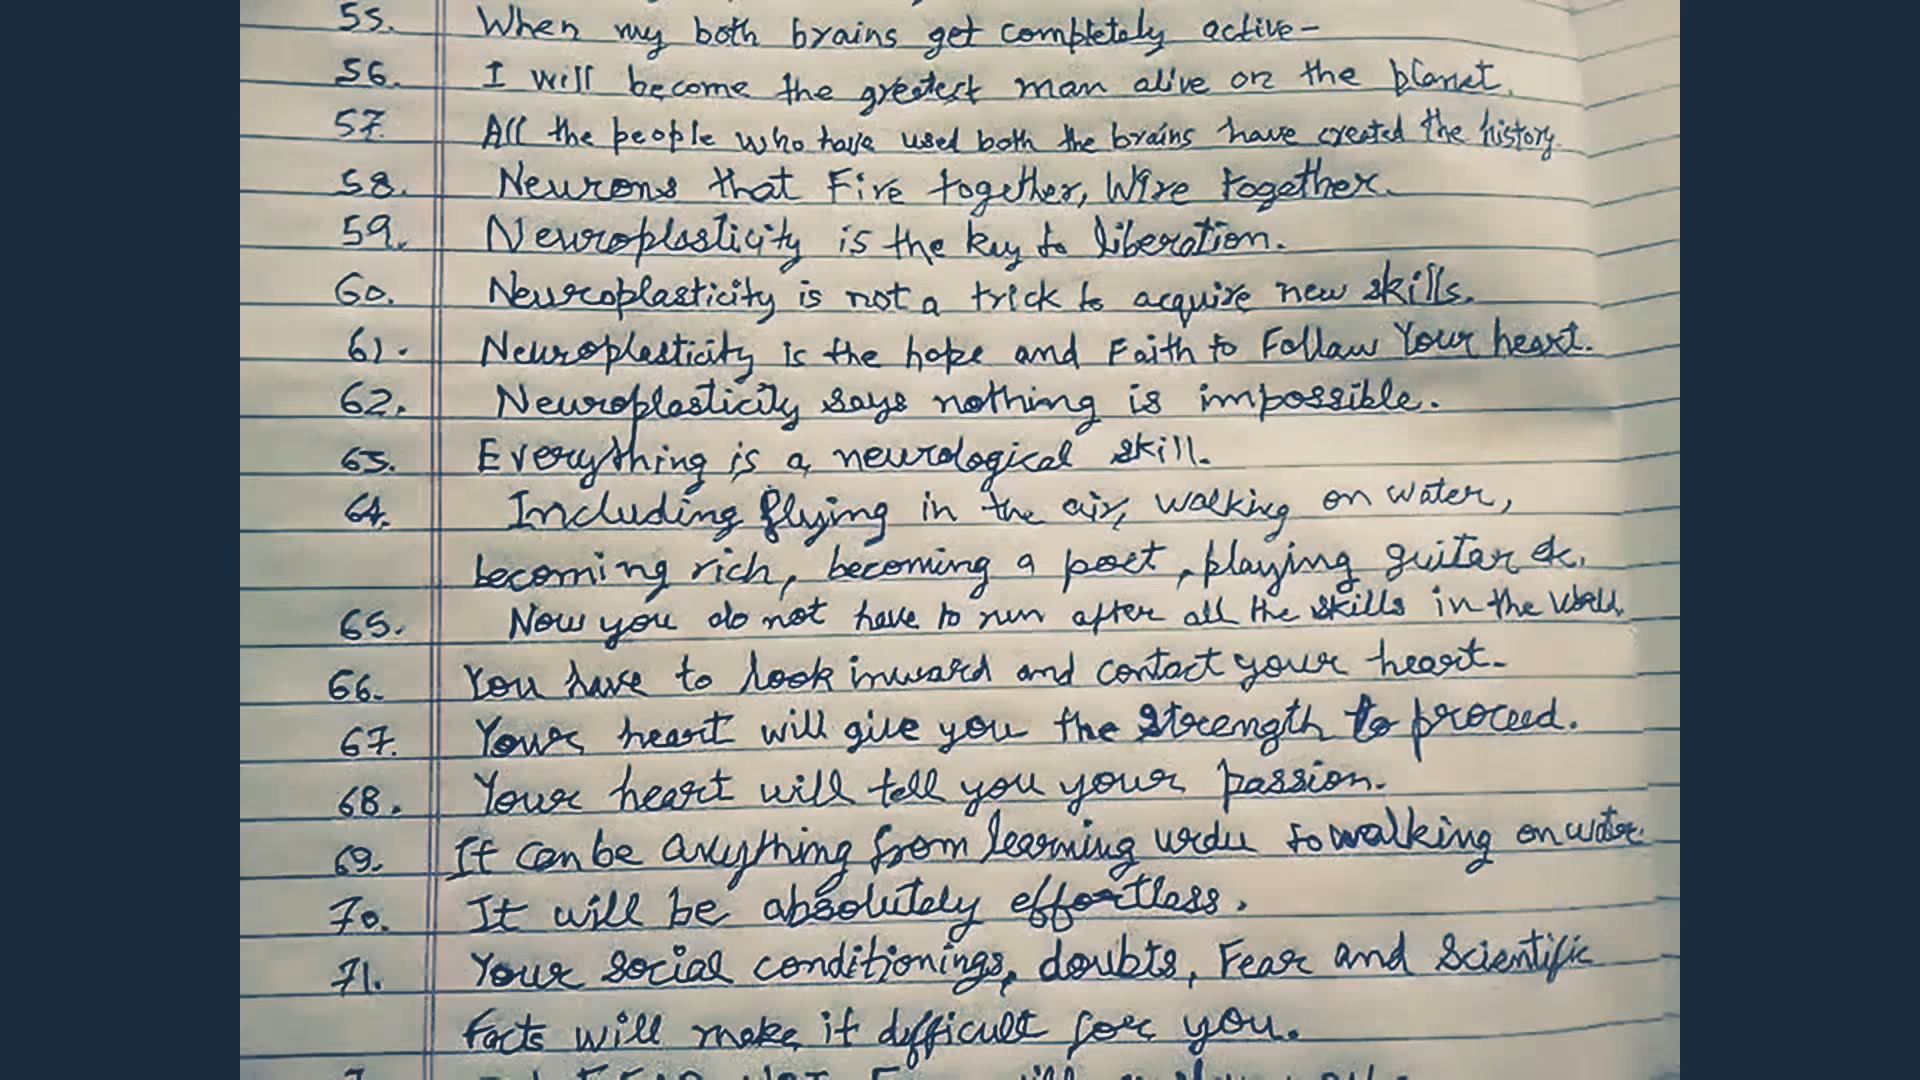 55. When my both brains get completely active-
56. I will become the greatest man alive on the planet.
57. All the people who have used both the brains have created the history
58. Neurons that Fire together, Wire together.
59. Neuroplasticity is the key to liberation.
60. Neuroplasticity is not a trick to acquire new skills.
61. Neuroplasticity is the hope and Faith to Follow Your heart.
62. Neuroplasticity says nothing is impossible.
63. Everything is a neurological skill.
64. Including flying in the air, walking on water,
becoming rich, becoming a poet, playing guitar etc.
65. Now you do not have to run after all the skills in the world.
66. You have to look inward and contact your heart.
67. Your heart will give you the strength to proceed.
68. Your heart will tell you your passion.
69. It can be anything from learning urdu to walking on water.
70. It will be absolutely effortless.
71. Your social conditionings, doubts, Fear and Scientific
facts will make it difficult for you.